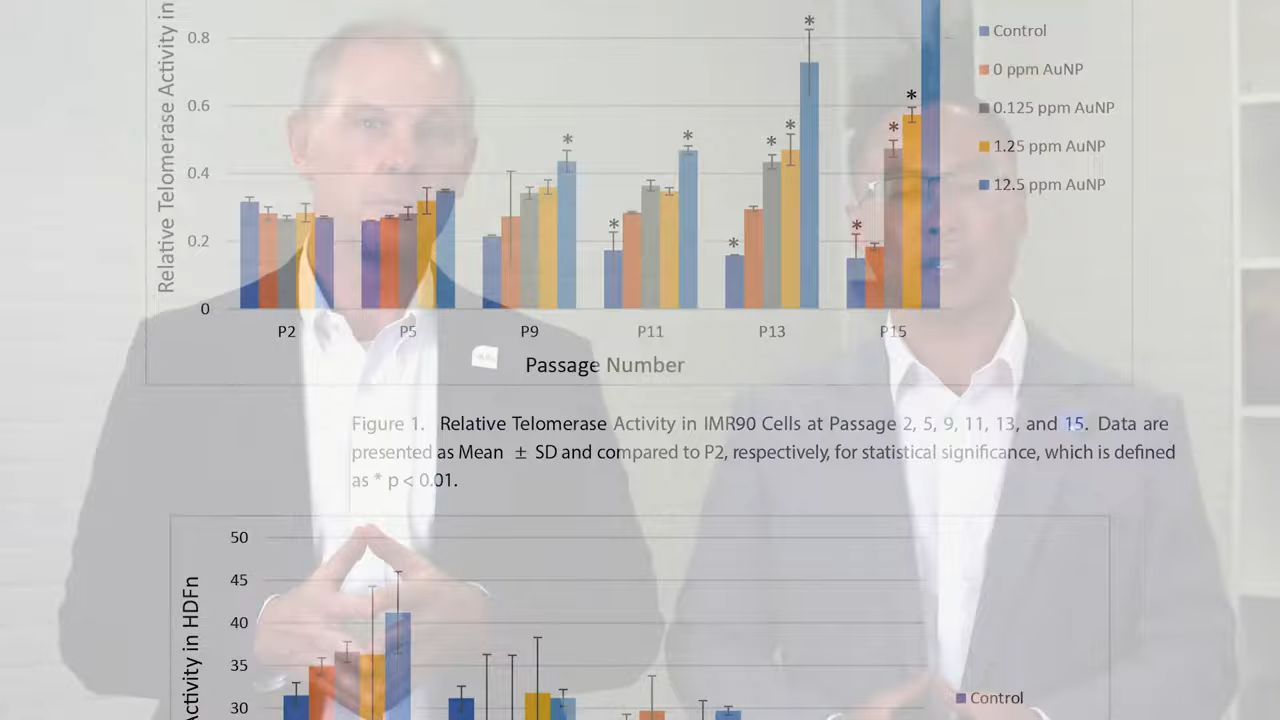 Relative Telomerase Activity in
0.8
0.6
0.4
0.2
0
* * * * * * * * * *
Control
0 ppm AuNP
0.125 ppm AuNP
1.25 ppm AuNP
12.5 ppm AuNP
P2 P5 P9 P11 P13 P15
Passage Number
Figure 1. Relative Telomerase Activity in IMR90 Cells at Passage 2, 5, 9, 11, 13, and 15. Data are
presented as Mean ± SD and compared to P2, respectively, for statistical significance, which is defined
as * p < 0.01.
Activity in HDFn
50
45
40
35
30
Control